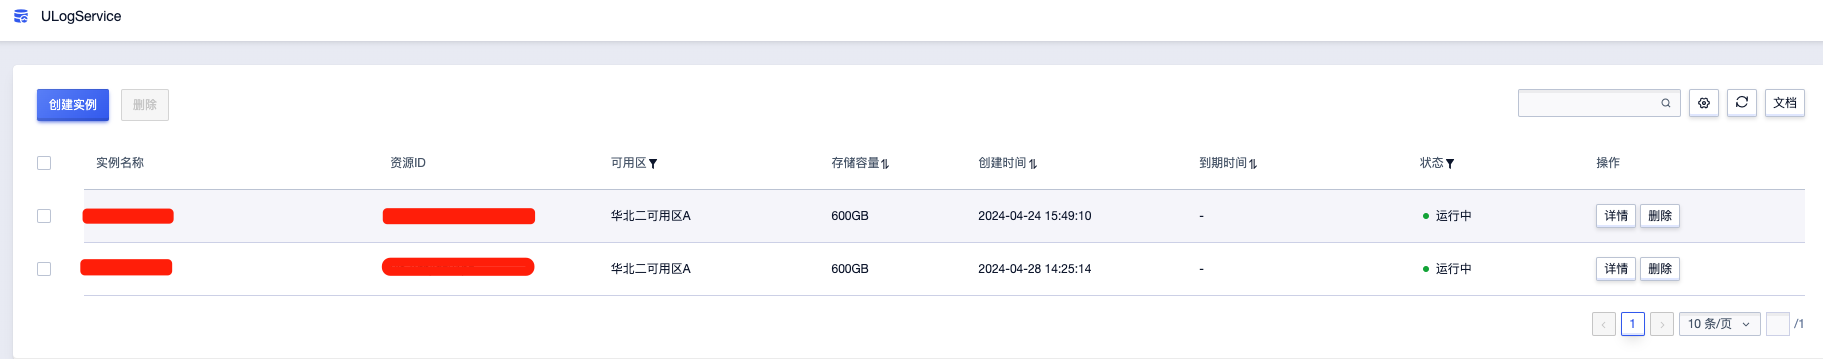 ULogService
创建实例 删除 文档
实例名称 资源ID 可用区 存储容量 创建时间 到期时间 状态 操作
华北二可用区A 600GB 2024-04-24 15:49:10 - 运行中 详情 删除
华北二可用区A 600GB 2024-04-28 14:25:14 - 运行中 详情 删除
< 1 > 10 条/页 /1